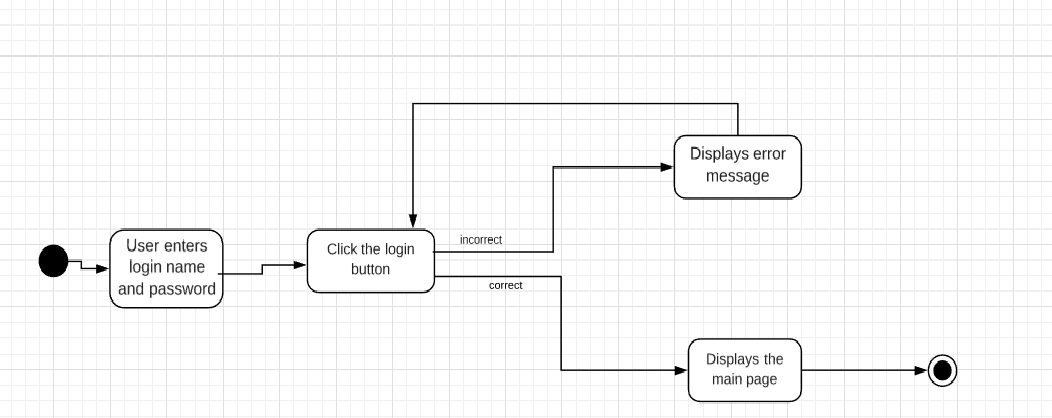 Displays error
message
incorrect
User enters
login name
and password
Click the login
button
correct
Displays the
main page